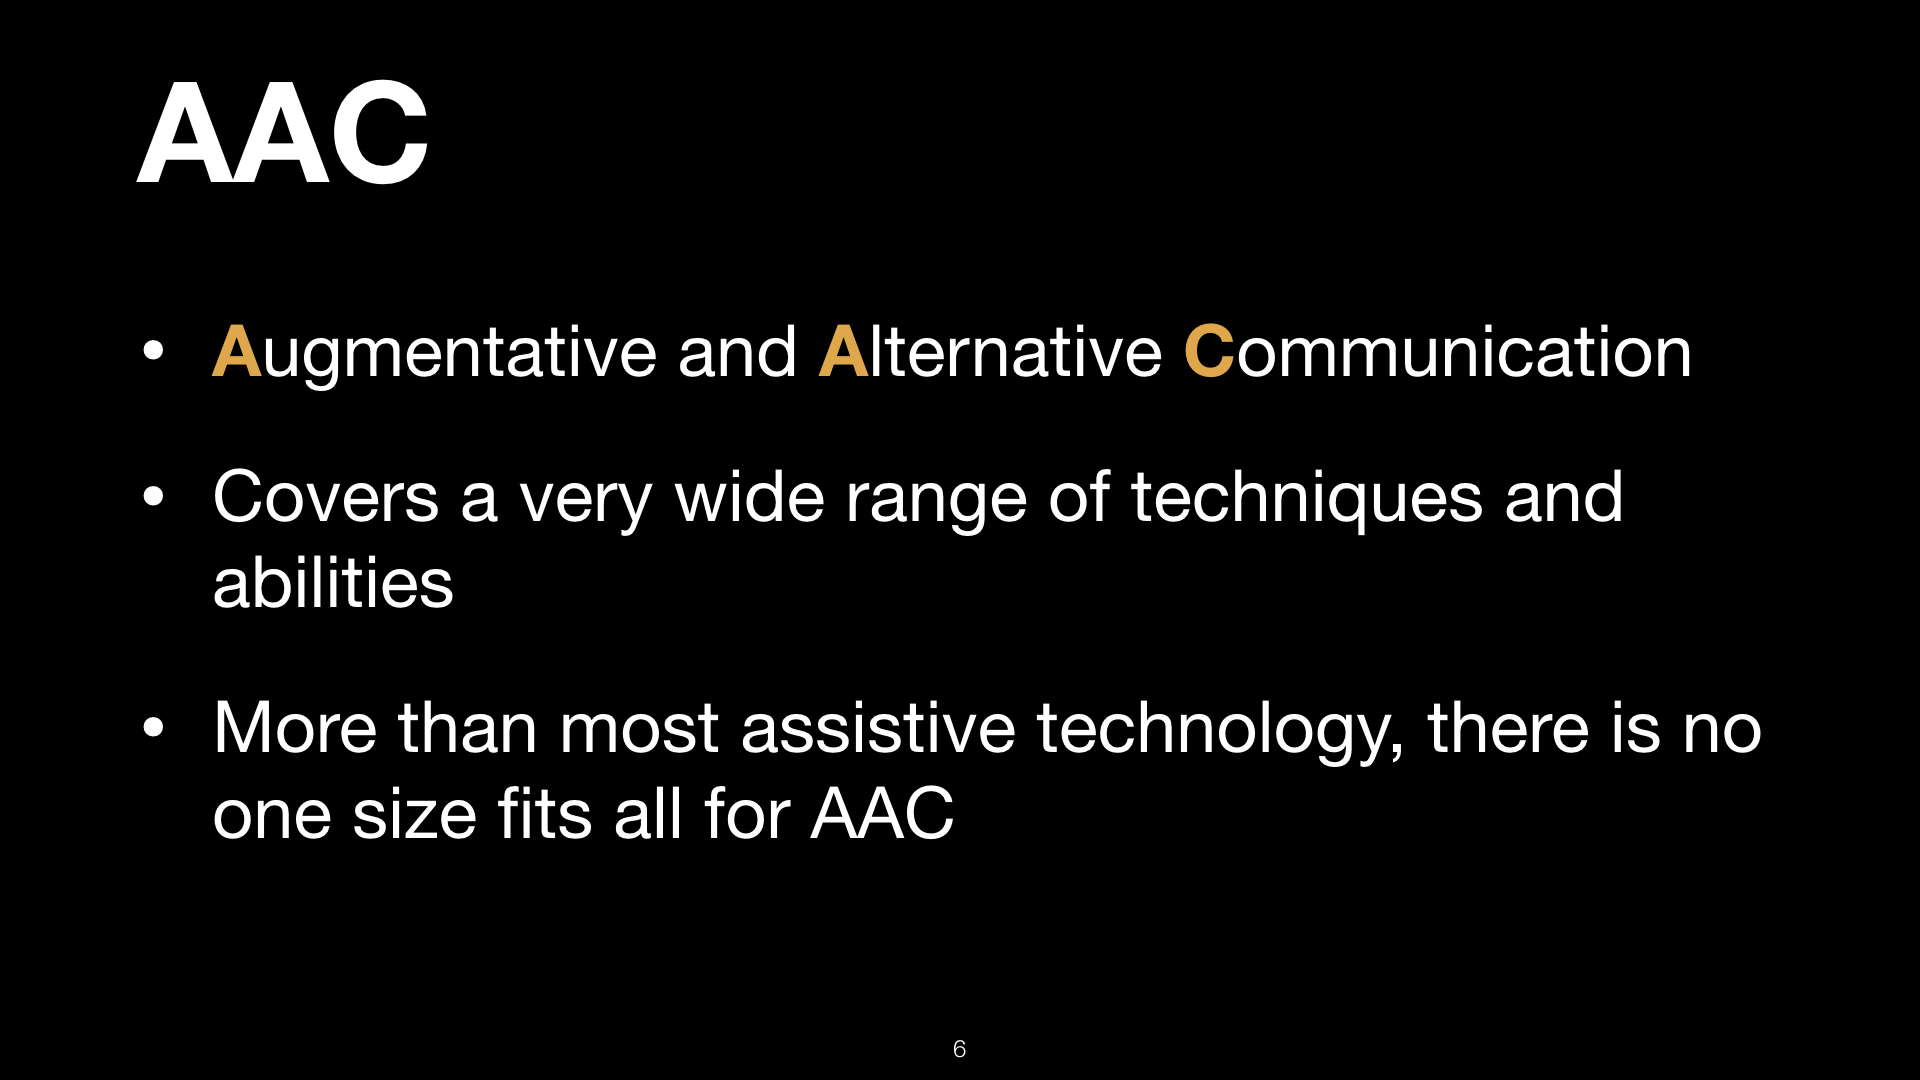 AAC
• Augmentative and Alternative Communication
• Covers a very wide range of techniques and
abilities
• More than most assistive technology, there is no
one size fits all for AAC
6